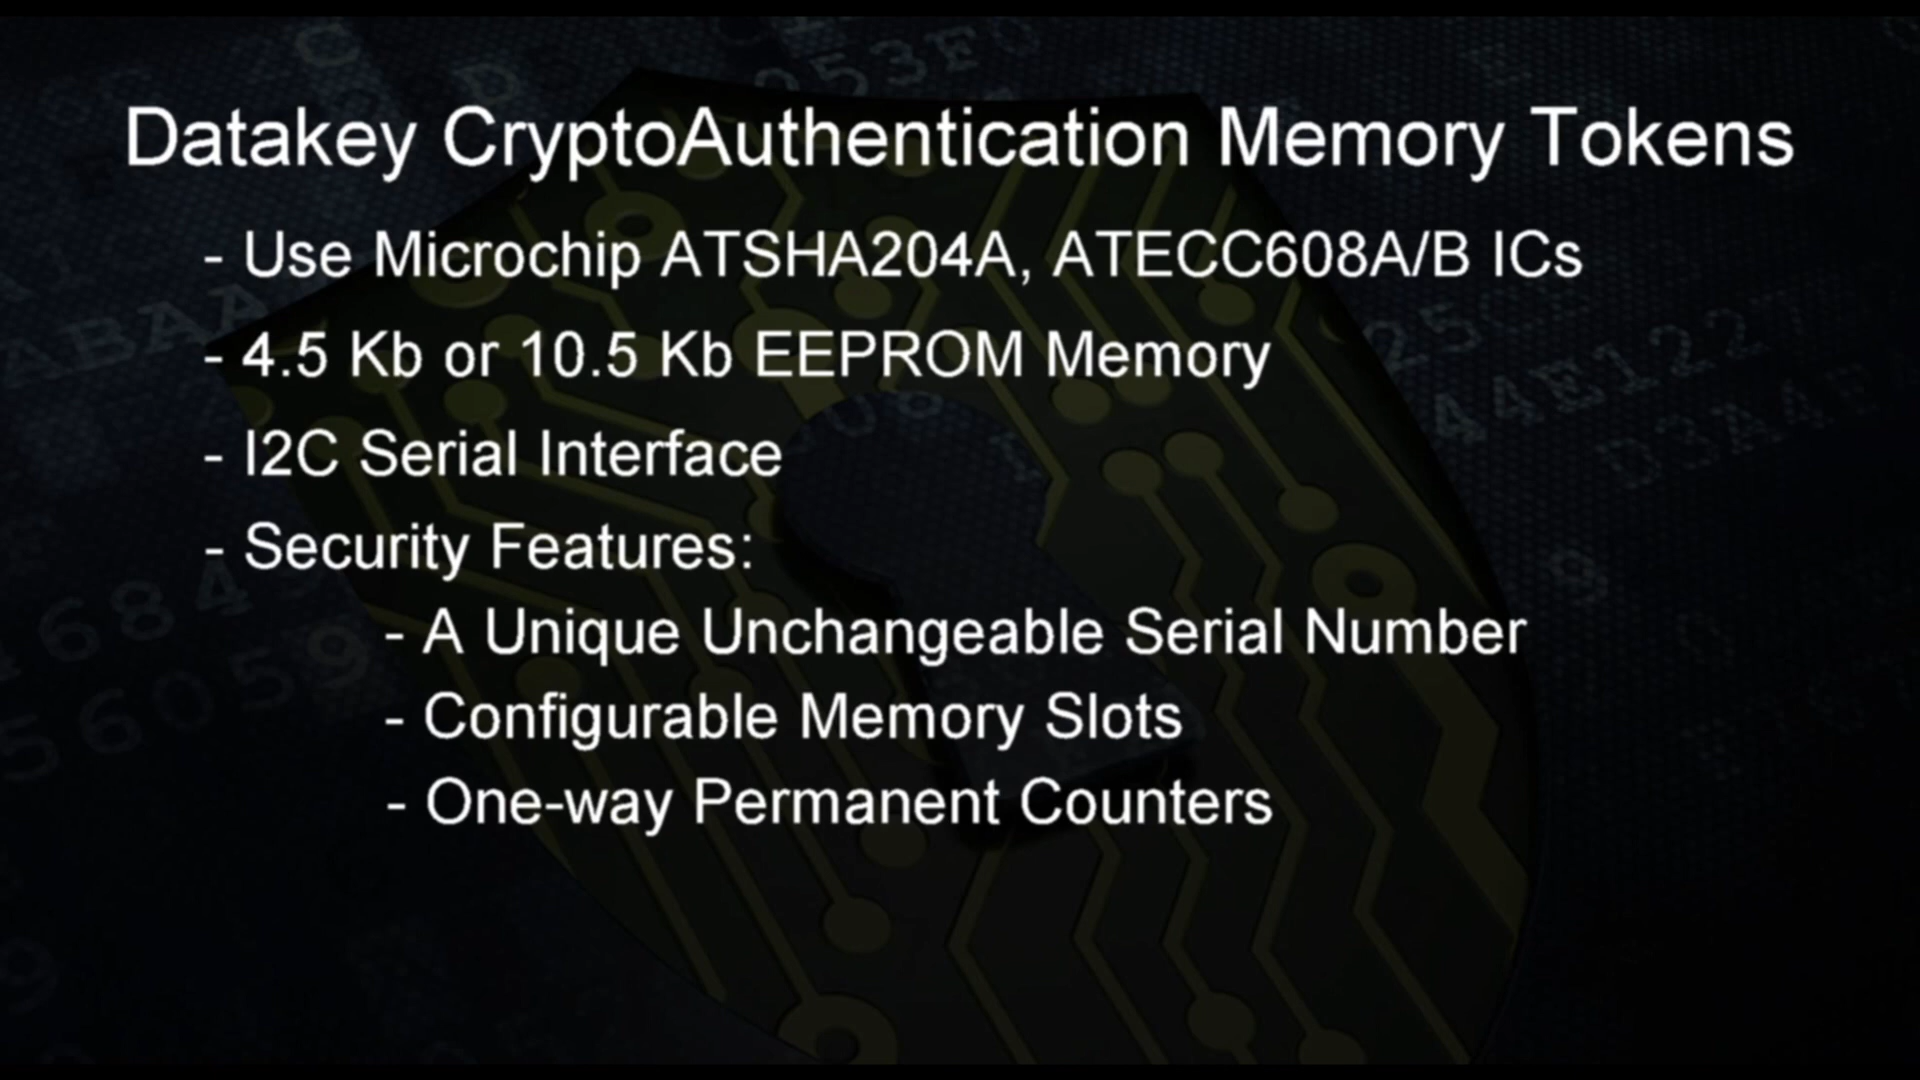 Datakey CryptoAuthentication Memory Tokens
- Use Microchip ATSHA204A, ATECC608A/B ICs
- 4.5 Kb or 10.5 Kb EEPROM Memory
- I2C Serial Interface
- Security Features:
- A Unique Unchangeable Serial Number
- Configurable Memory Slots
- One-way Permanent Counters